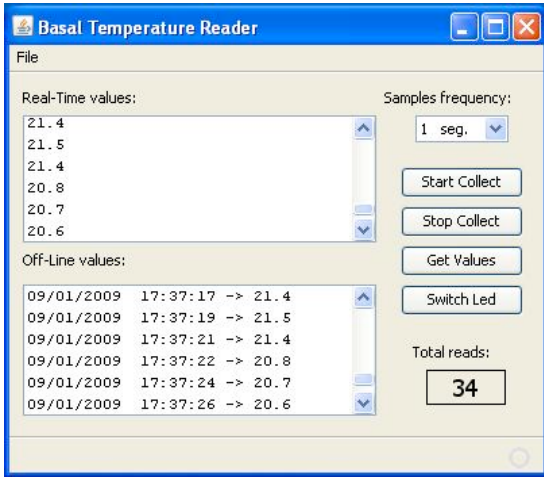 Basal Temperature Reader
File
Real-Time values:
21.4
21.5
21.4
20.8
20.7
20.6
Off-Line values:
09/01/2009 17:37:17 -> 21.4
09/01/2009 17:37:19 -> 21.5
09/01/2009 17:37:21 -> 21.4
09/01/2009 17:37:22 -> 20.8
09/01/2009 17:37:24 -> 20.7
09/01/2009 17:37:26 -> 20.6
Samples frequency:
1 seg.
Start Collect
Stop Collect
Get Values
Switch Led
Total reads:
34